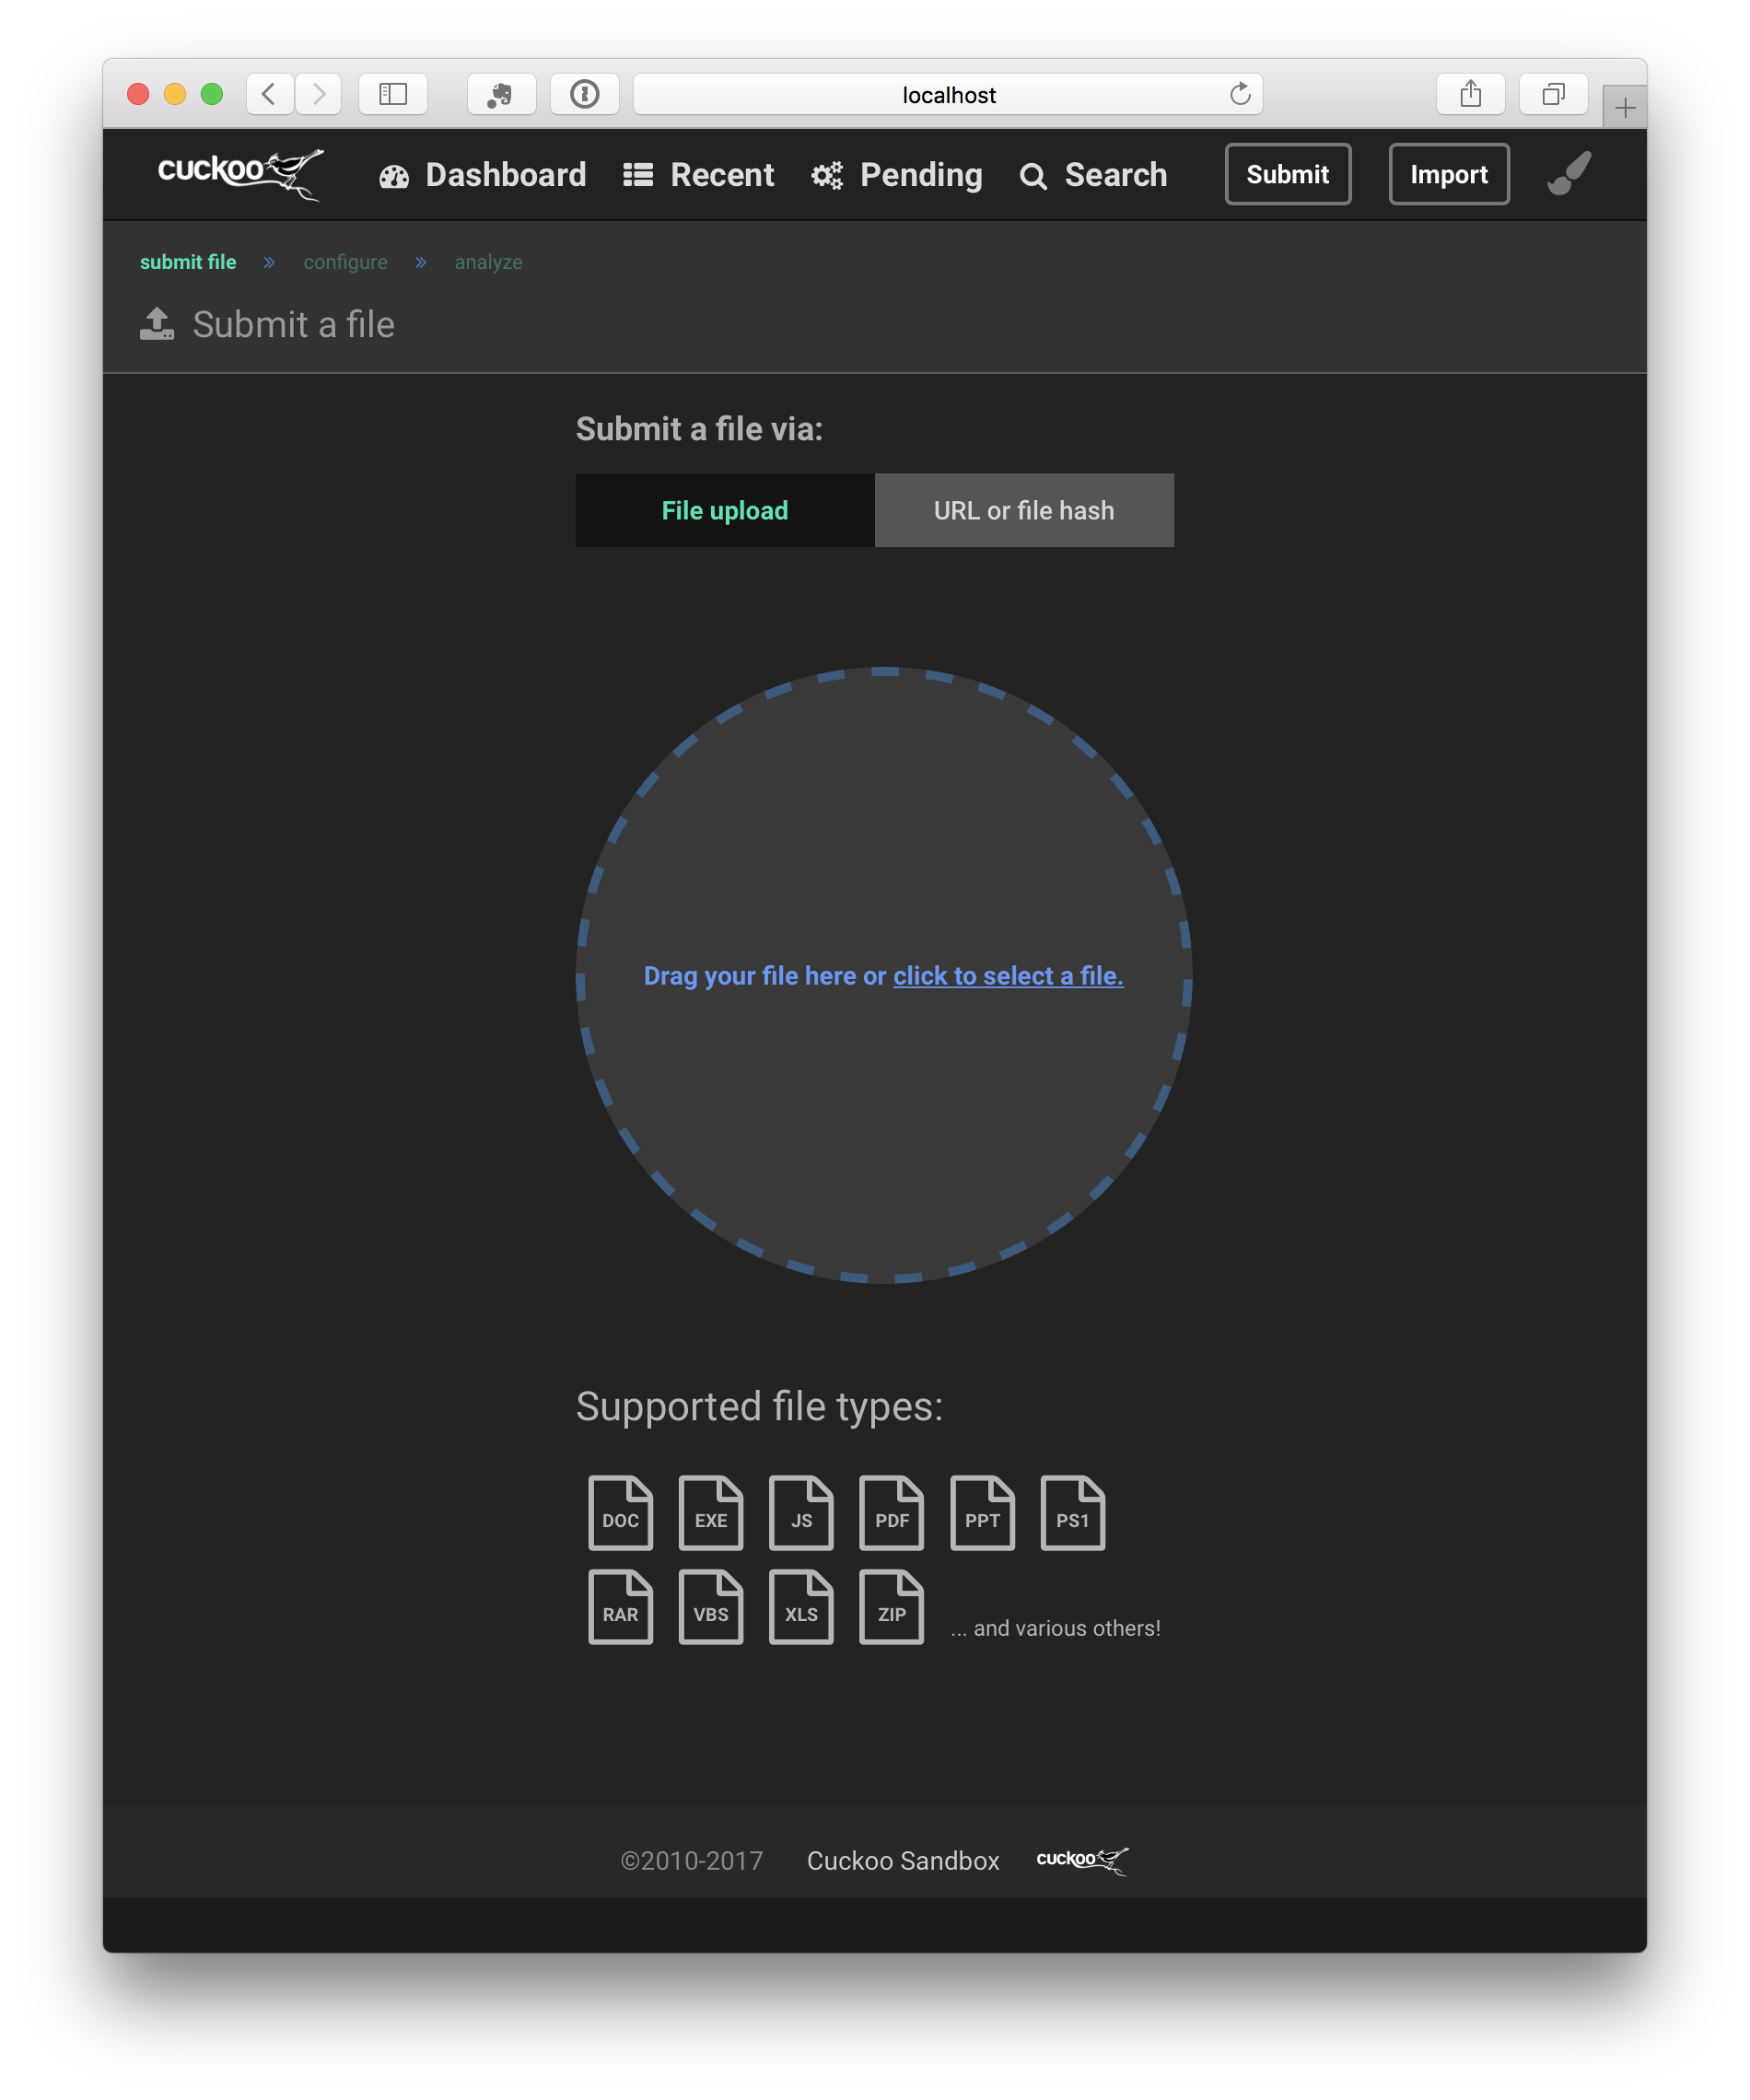 localhost
cuckoo Dashboard Recent Pending Search Submit Import
submit file » configure » analyze
Submit a file
Submit a file via:
File upload URL or file hash
Drag your file here or click to select a file.
Supported file types:
DOC EXE JS PDF PPT PS1
RAR VBS XLS ZIP ... and various others!
©2010-2017 Cuckoo Sandbox cuckoo